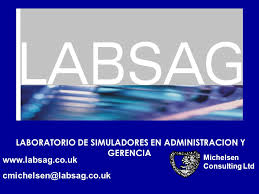 LABSAG
LABORATORIO DE SIMULADORES EN ADMINISTRACION Y
GERENCIA
www.labsag.co.uk
cmichelsen@labsag.co.uk
Michelsen
Consulting Ltd